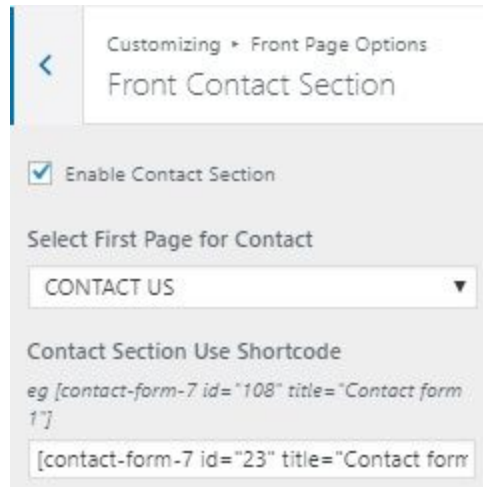 Customizing ▸ Front Page Options
Front Contact Section
Enable Contact Section
Select First Page for Contact
CONTACT US
Contact Section Use Shortcode
eg [contact-form-7 id="108" title="Contact form
1"]
[contact-form-7 id="23" title="Contact form